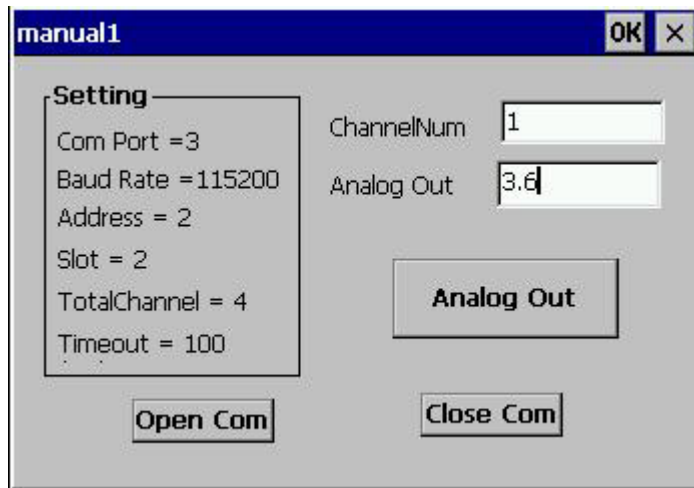 manual1 OK ×
Setting
Com Port =3
Baud Rate =115200
Address = 2
Slot = 2
TotalChannel = 4
Timeout = 100
ChannelNum 1
Analog Out 3.6
Analog Out
Open Com
Close Com